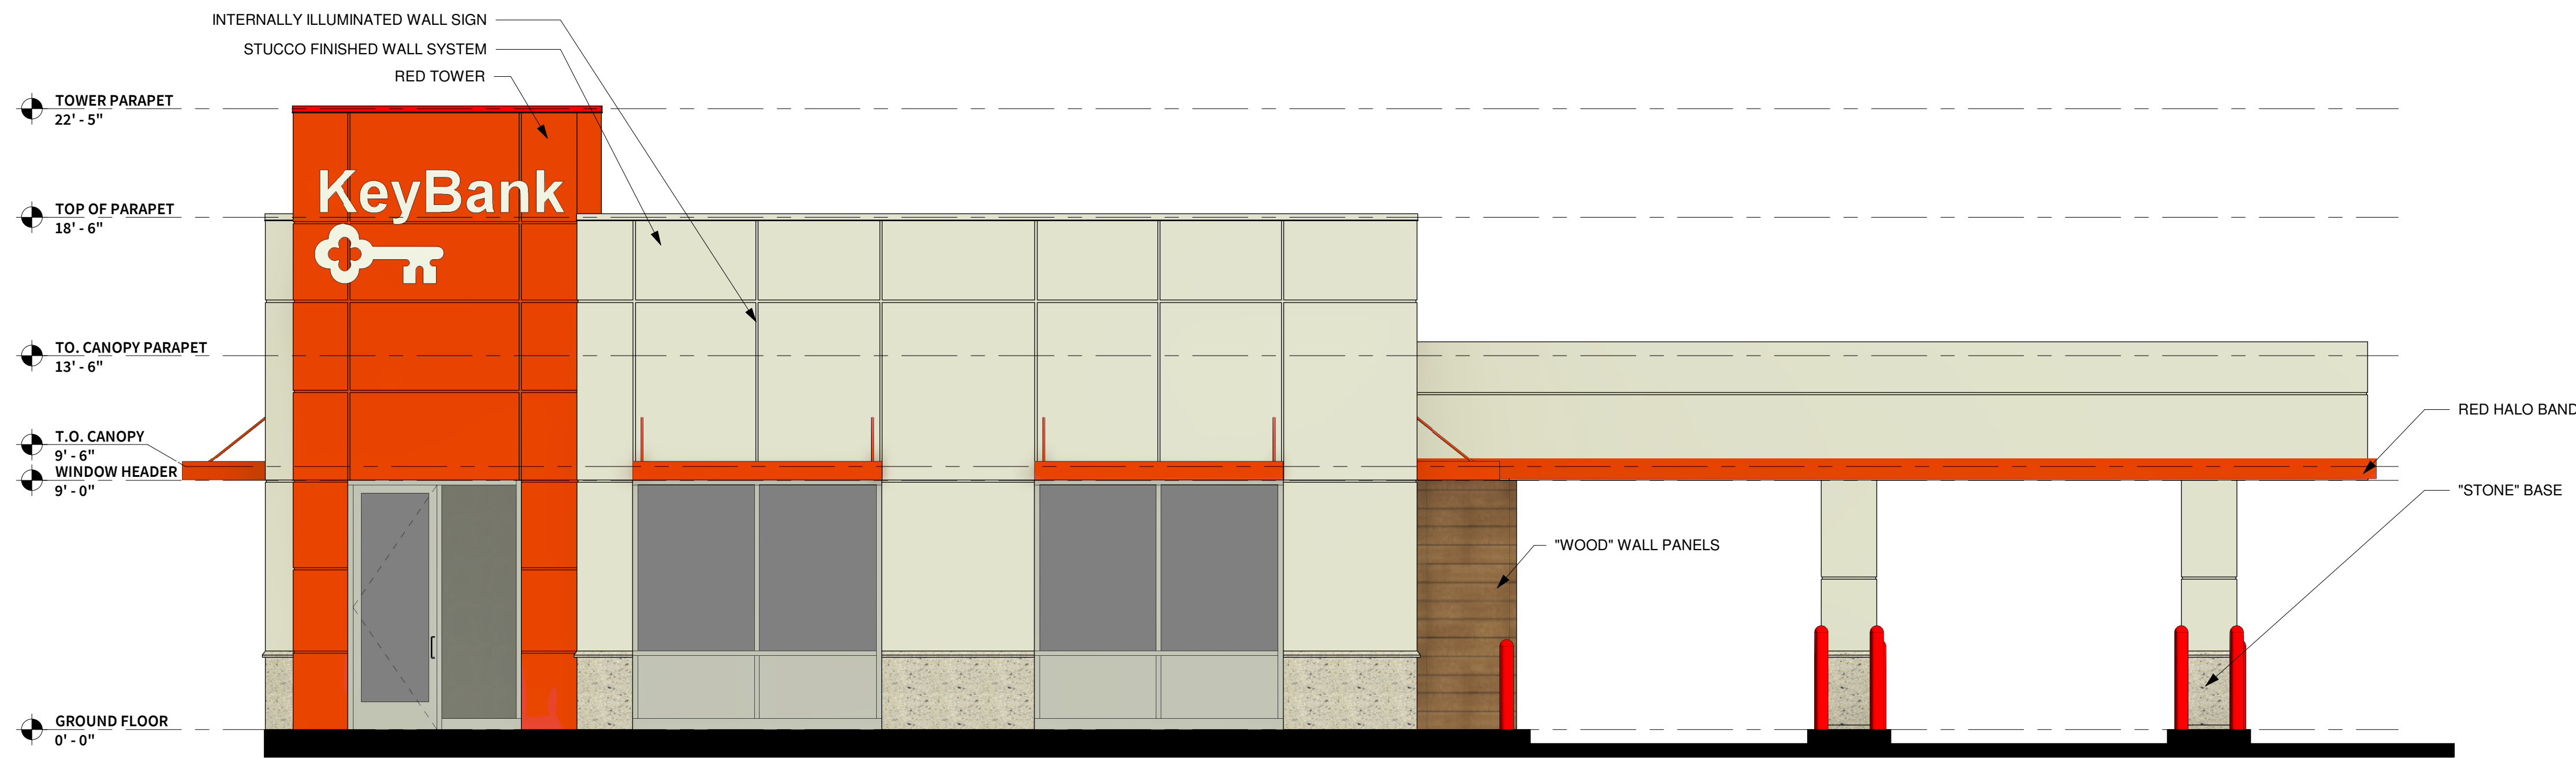 INTERNALLY ILLUMINATED WALL SIGN
STUCCO FINISHED WALL SYSTEM
RED TOWER
TOWER PARAPET
22' - 5"
KeyBank
TOP OF PARAPET
18' - 6"
TO. CANOPY PARAPET
13' - 6"
RED HALO BAND
T.O. CANOPY
9' - 6"
WINDOW HEADER
9' - 0"
"STONE" BASE
"WOOD" WALL PANELS
GROUND FLOOR
0' - 0"